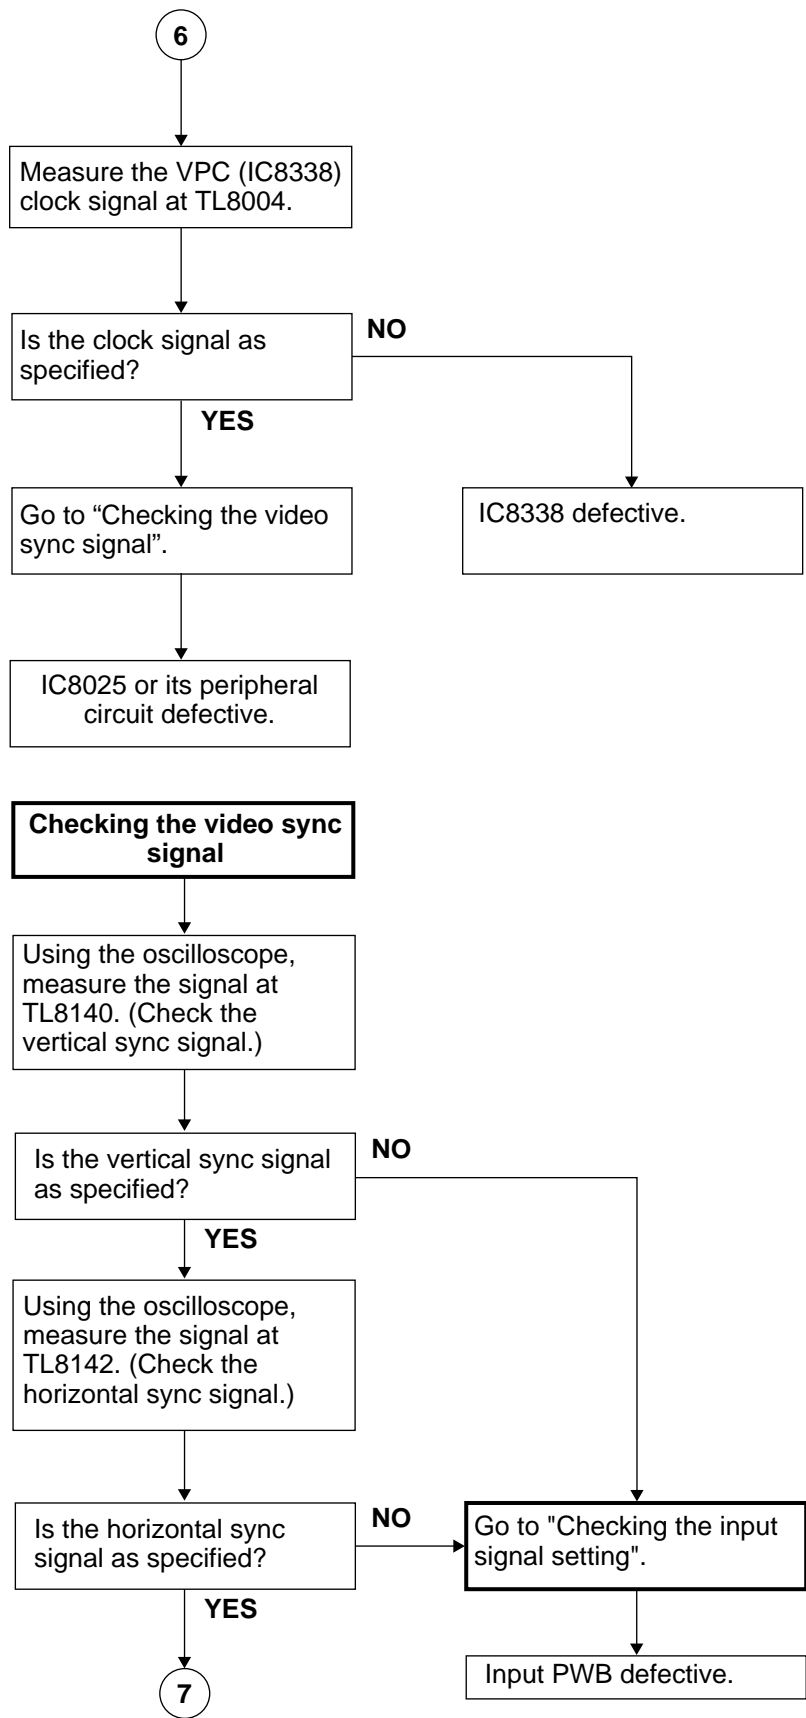 6
Measure the VPC (IC8338)
clock signal at TL8004.
Is the clock signal as
specified?
NO
YES
Go to “Checking the video
sync signal”.
IC8338 defective.
IC8025 or its peripheral
circuit defective.
Checking the video sync
signal
Using the oscilloscope,
measure the signal at
TL8140. (Check the
vertical sync signal.)
Is the vertical sync signal
as specified?
NO
YES
Using the oscilloscope,
measure the signal at
TL8142. (Check the
horizontal sync signal.)
Is the horizontal sync
signal as specified?
NO
Go to "Checking the input
signal setting".
YES
Input PWB defective.
7